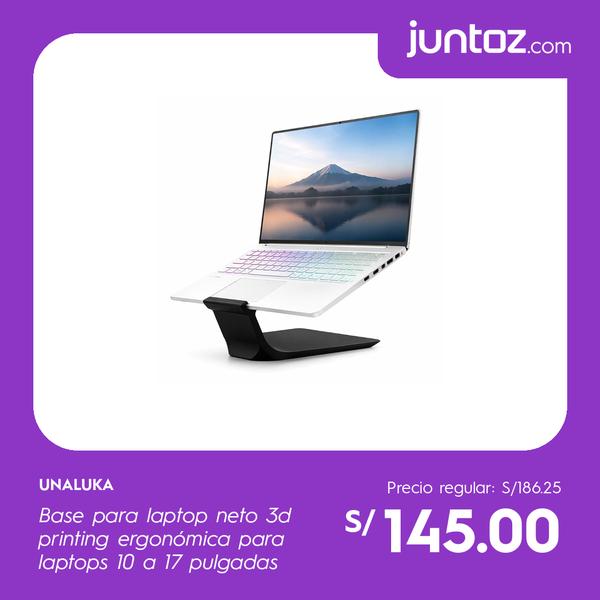 juntoz.com
UNALUKA
Base para laptop neto 3d
printing ergonómica para
laptops 10 a 17 pulgadas
Precio regular: S/186.25
S/145.00